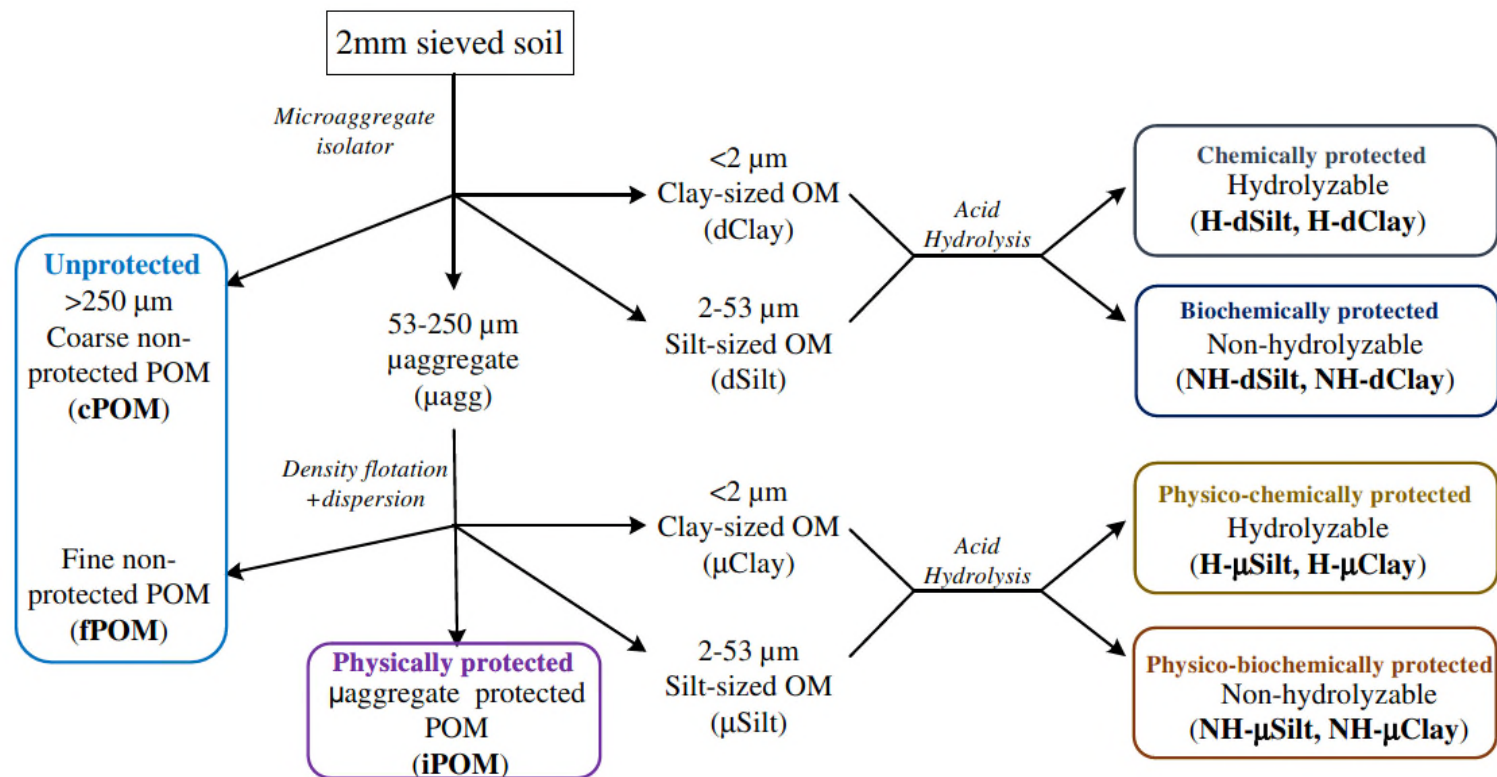 2mm sieved soil
Microaggregate
isolator
<2 µm
Clay-sized OM
(dClay)
Acid
Hydrolysis
Chemically protected
Hydrolyzable
(H-dSilt, H-dClay)
Unprotected
>250 µm
Coarse non-
protected POM
(cPOM)
53-250 µm
µaggregate
(µagg)
2-53 µm
Silt-sized OM
(dSilt)
Biochemically protected
Non-hydrolyzable
(NH-dSilt, NH-dClay)
Density flotation
+dispersion
<2 µm
Clay-sized OM
(µClay)
Acid
Hydrolysis
Physico-chemically protected
Hydrolyzable
(H-µSilt, H-µClay)
Fine non-
protected POM
(fPOM)
Physically protected
µaggregate protected
POM
(iPOM)
2-53 µm
Silt-sized OM
(µSilt)
Physico-biochemically protected
Non-hydrolyzable
(NH-µSilt, NH-µClay)